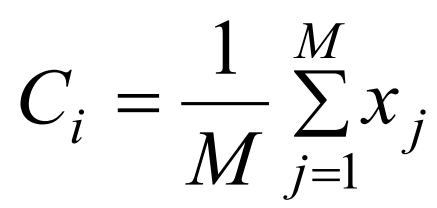 C_i = \frac{1}{M} \sum_{j=1}^{M} x_j